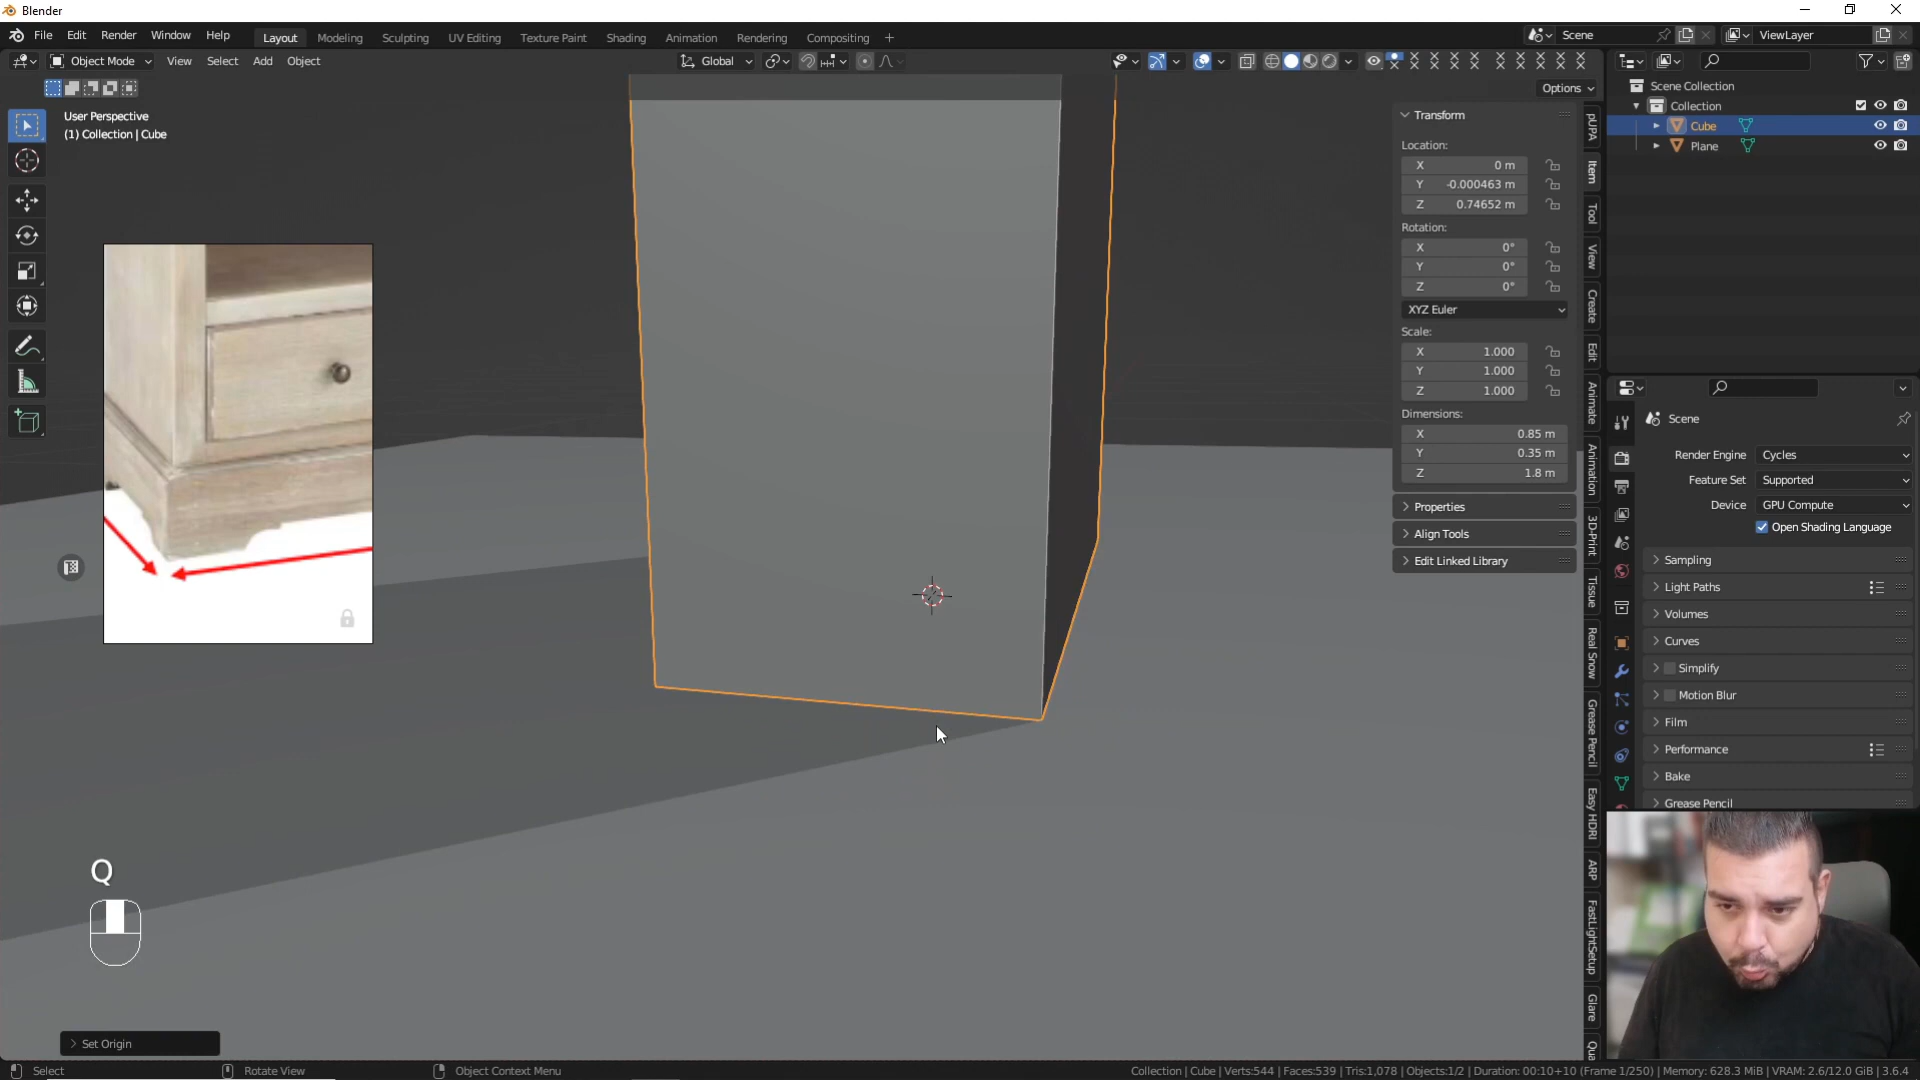 Blender
File Edit Render Window Help
Layout Modeling Sculpting UV Editing Texture Paint Shading Animation Rendering Compositing +
Scene
ViewLayer
Object Mode View Select Add Object
Global
Options
User Perspective
(1) Collection | Cube
Transform
Location:
X 0 m
Y -0.000463 m
Z 0.74652 m
Rotation:
X 0°
Y 0°
Z 0°
XYZ Euler
Scale:
X 1.000
Y 1.000
Z 1.000
Dimensions:
X 0.85 m
Y 0.35 m
Z 1.8 m
Properties
Align Tools
Edit Linked Library
pUPA
Item
Tool
View
Create
Edit
Animate
Animation
3D-Print
Tissue
Real Snow
Grease Pencil
Easy HDRI
ARP
FastLightSetup
Glare
Qua
Scene Collection
Collection
Cube
Plane
Scene
Render Engine Cycles
Feature Set Supported
Device GPU Compute
Open Shading Language
Sampling
Light Paths
Volumes
Curves
Simplify
Motion Blur
Film
Performance
Bake
Grease Pencil
Q
Set Origin
Select
Rotate View
Object Context Menu
Collection | Cube | Verts:544 | Faces:539 | Tris:1,078 | Objects:1/2 | Duration: 00:10+10 (Frame 1/250) | Memory: 628.3 MiB | VRAM: 2.6/12.0 GiB | 3.6.4